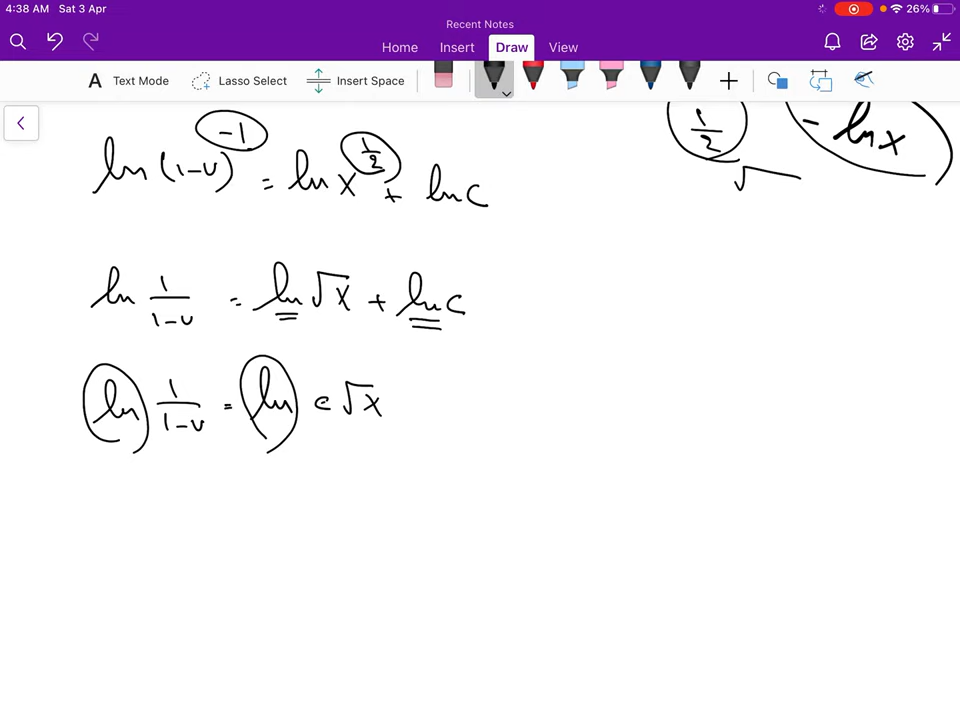 4:38 AM Sat 3 Apr 26%
Recent Notes
Home Insert Draw View
A Text Mode Lasso Select Insert Space
1/2 - ln x
√
ln (1-v)^-1 = ln x^1/2 + ln c
ln 1/(1-v) = ln √x + ln c
ln 1/(1-v) = ln c √x